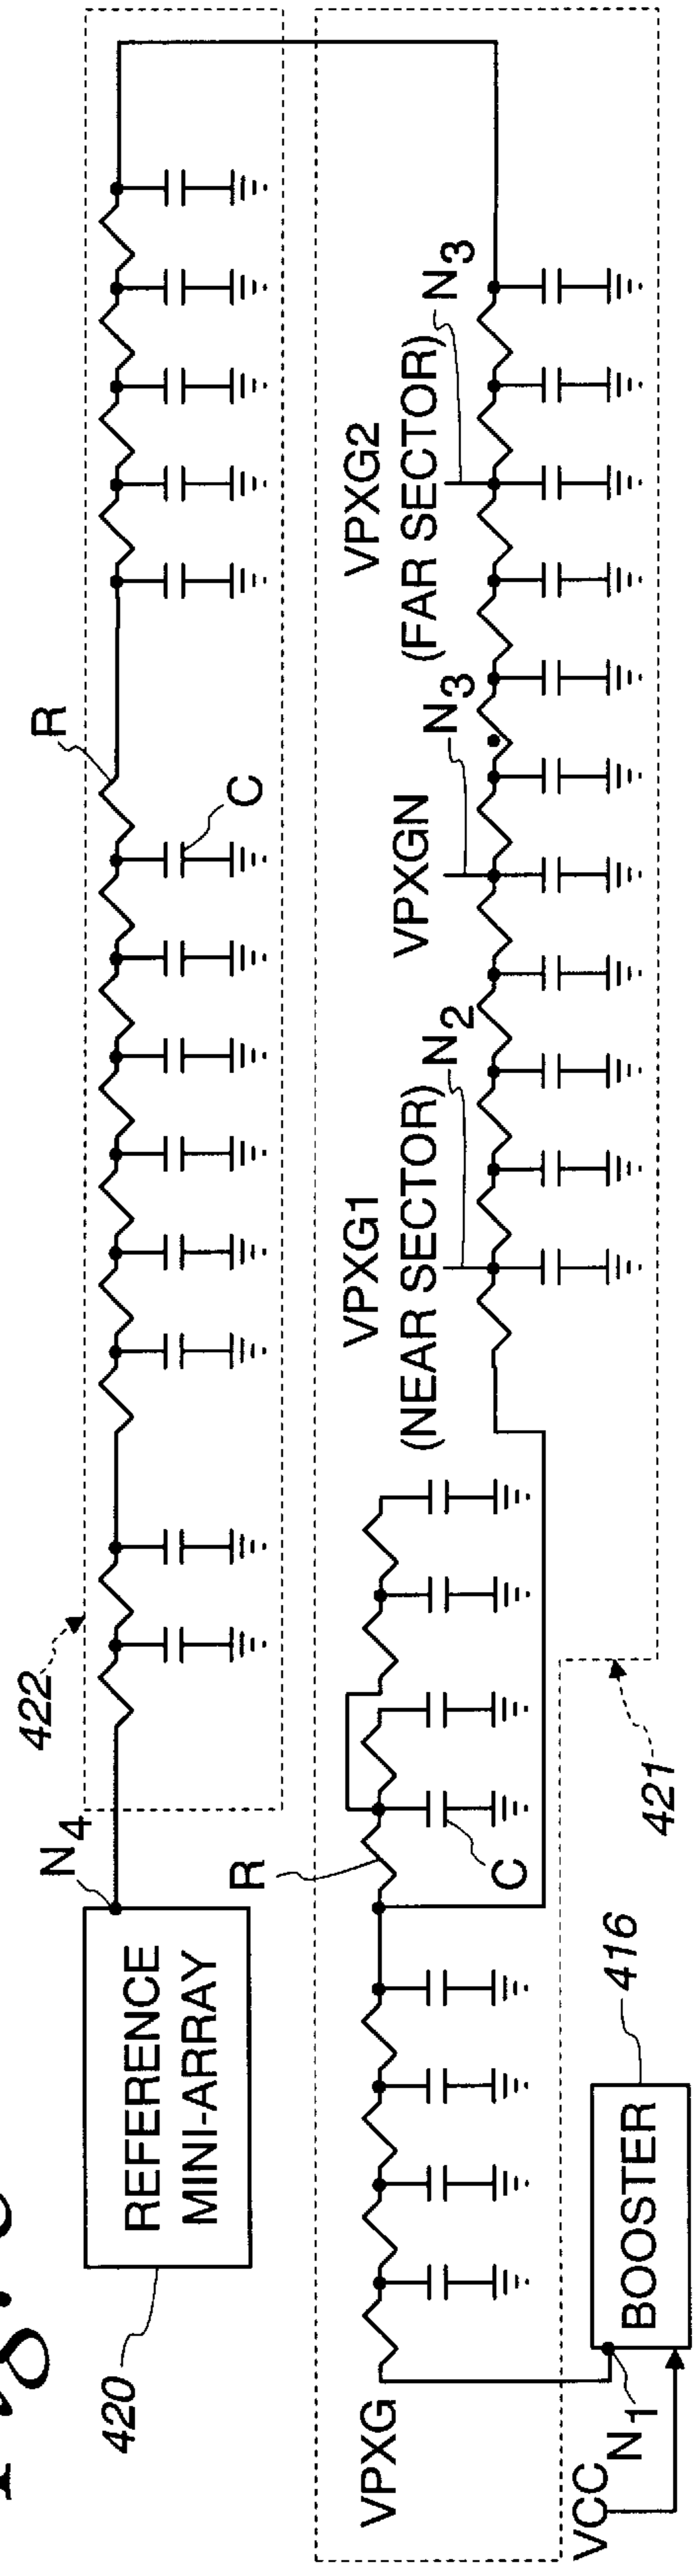 420
REFERENCE
MINI-ARRAY
N4
422
R
C
VPXG
R
C
VPXG1
(NEAR SECTOR)
N2
VPXGN
N3
VPXG2
(FAR SECTOR)
N3
VCC
N1
BOOSTER
416
421